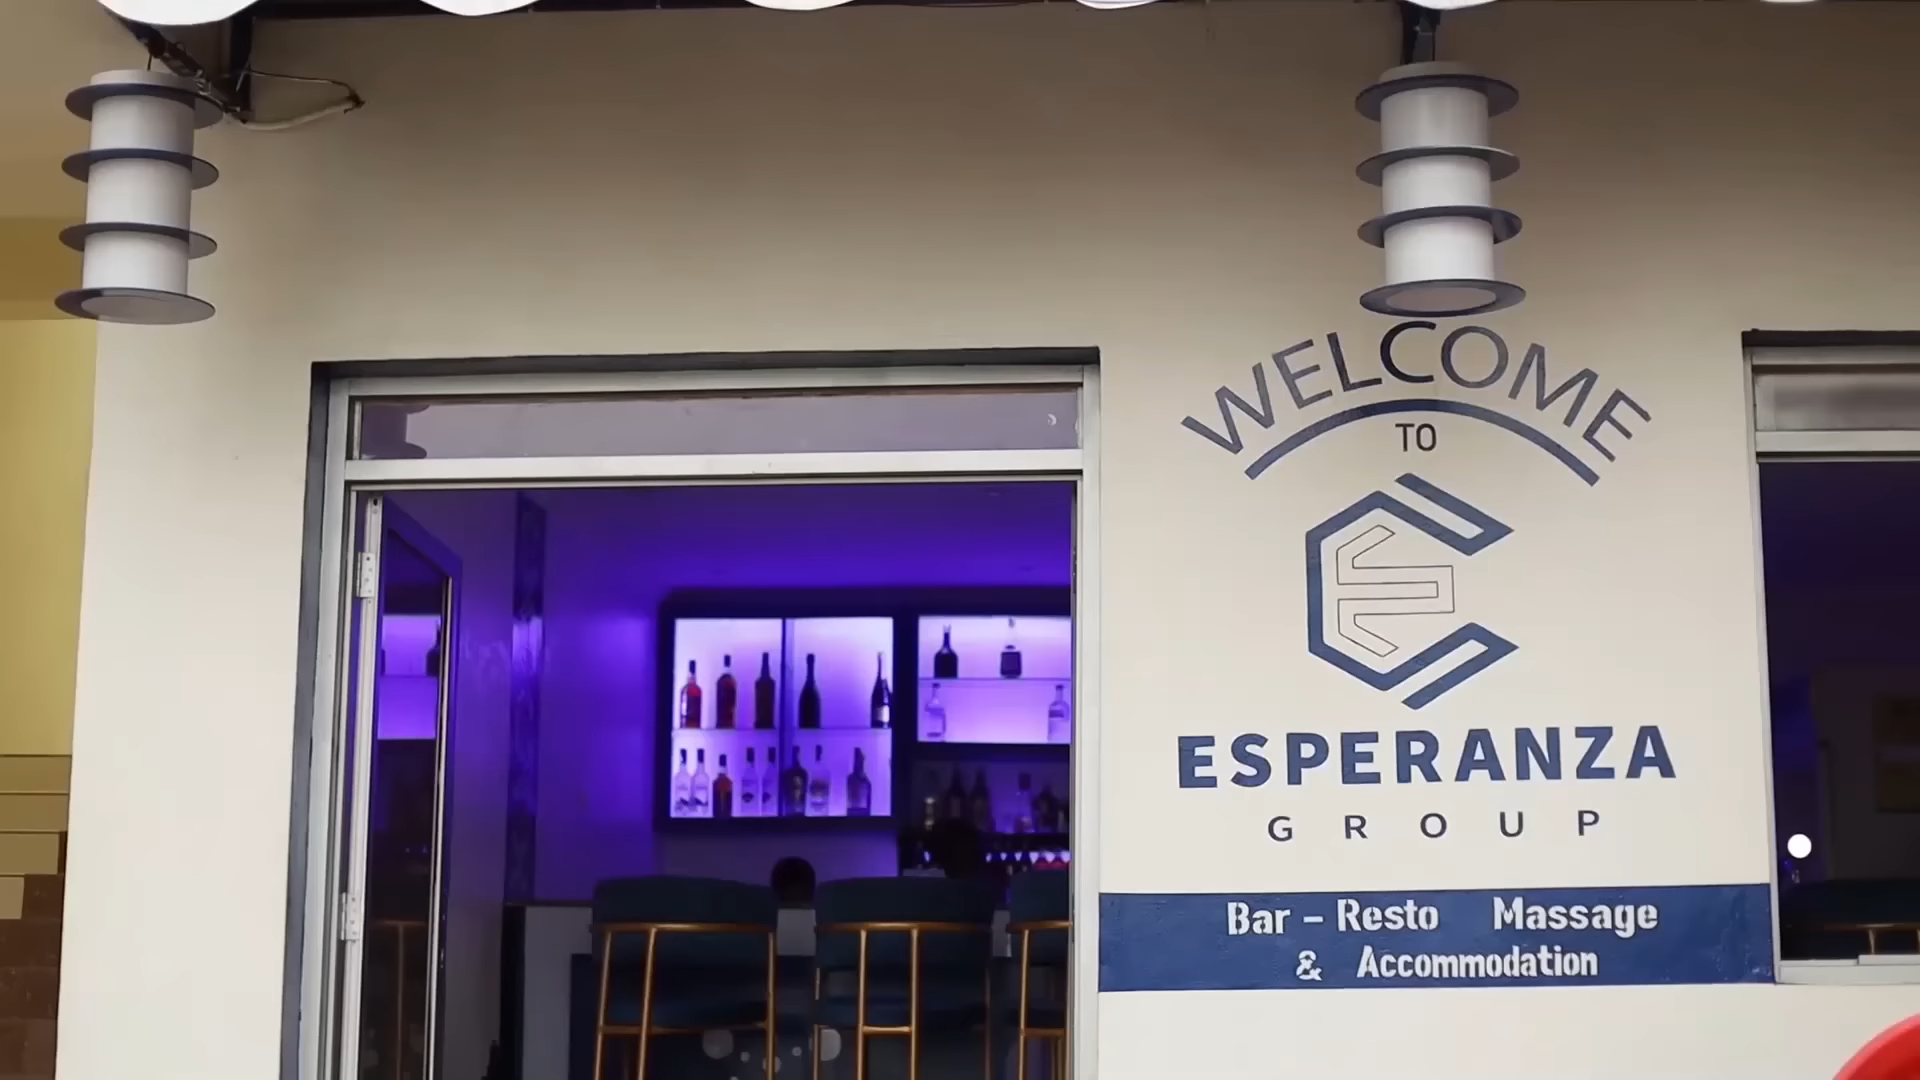 WELCOME
TO
ESPERANZA
GROUP
Bar - Resto Massage
& Accommodation